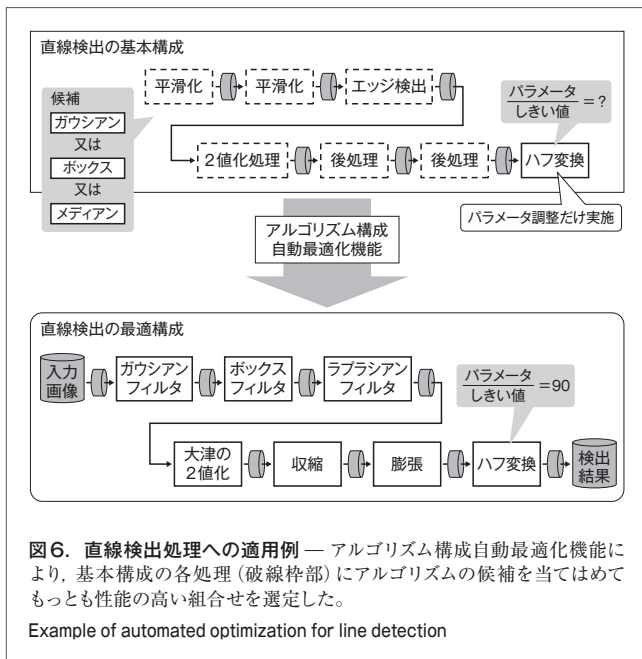 直線検出の基本構成
平滑化
平滑化
エッジ検出
候補
ガウシアン
又は
ボックス
又は
メディアン
パラメータ
しきい値
=?
2値化処理
後処理
後処理
ハフ変換
パラメータ調整だけ実施
アルゴリズム構成
自動最適化機能
直線検出の最適構成
入力
画像
ガウシアン
フィルタ
ボックス
フィルタ
ラプラシアン
フィルタ
パラメータ
しきい値
=90
大津の
2値化
収縮
膨張
ハフ変換
検出
結果
図6. 直線検出処理への適用例 — アルゴリズム構成自動最適化機能に
より,基本構成の各処理(破線枠部)にアルゴリズムの候補を当てはめて
もっとも性能の高い組合せを選定した。
Example of automated optimization for line detection